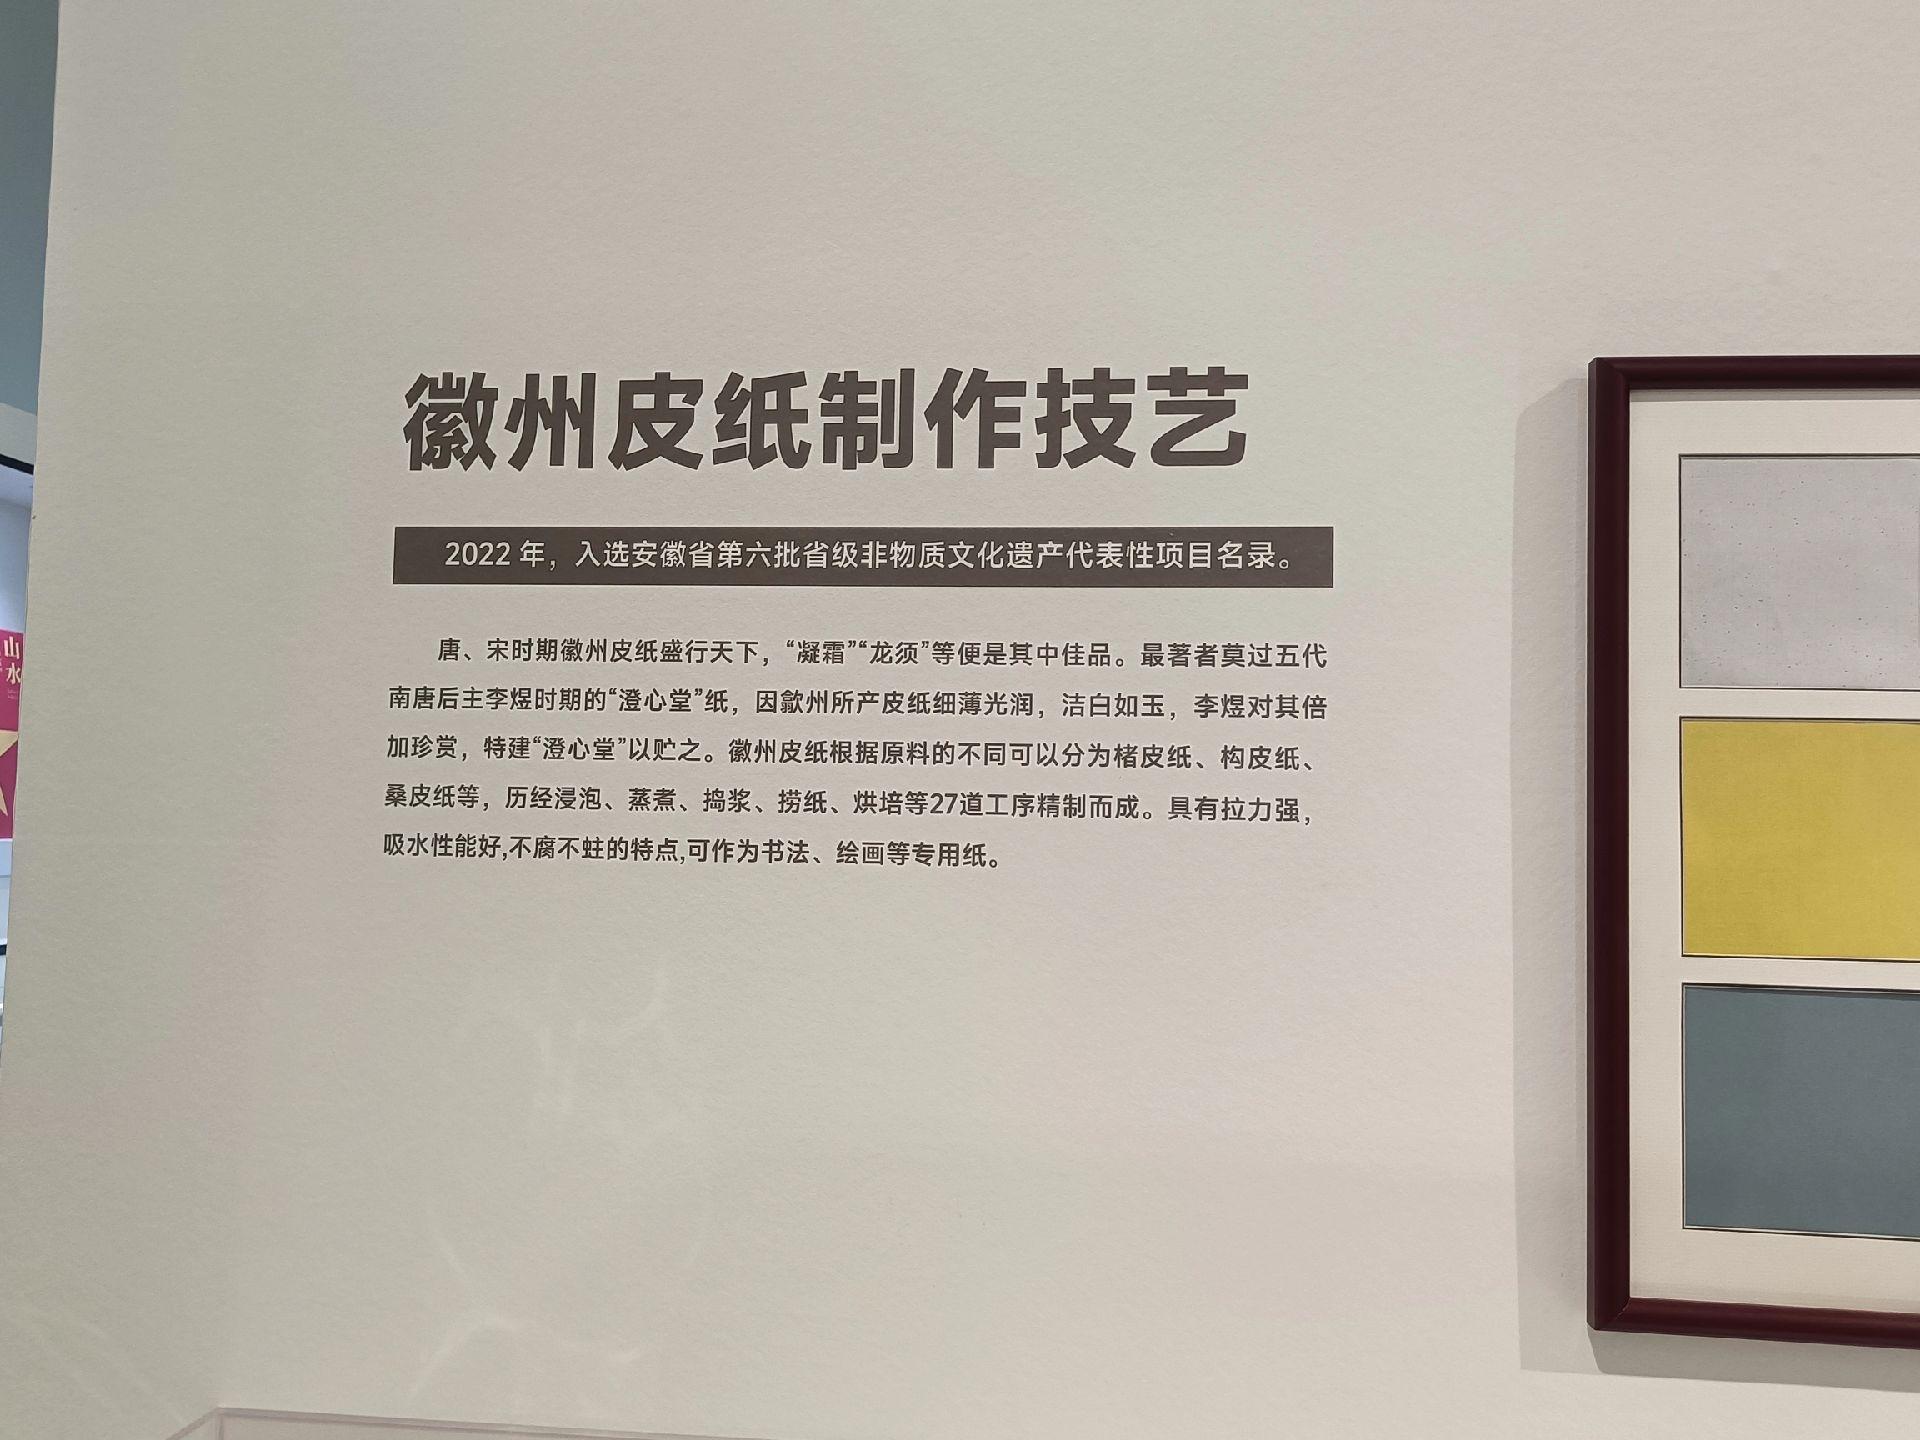 徽州皮纸制作技艺
2022 年，入选安徽省第六批省级非物质文化遗产代表性项目名录。
唐、宋时期徽州皮纸盛行天下，“凝霜”“龙须”等便是其中佳品。最著者莫过五代
南唐后主李煜时期的“澄心堂”纸，因歙州所产皮纸细薄光润，洁白如玉，李煜对其倍
加珍赏，特建“澄心堂”以贮之。徽州皮纸根据原料的不同可以分为楮皮纸、构皮纸、
桑皮纸等，历经浸泡、蒸煮、捣浆、捞纸、烘培等27道工序精制而成。具有拉力强，
吸水性能好,不腐不蛀的特点,可作为书法、绘画等专用纸。
山水